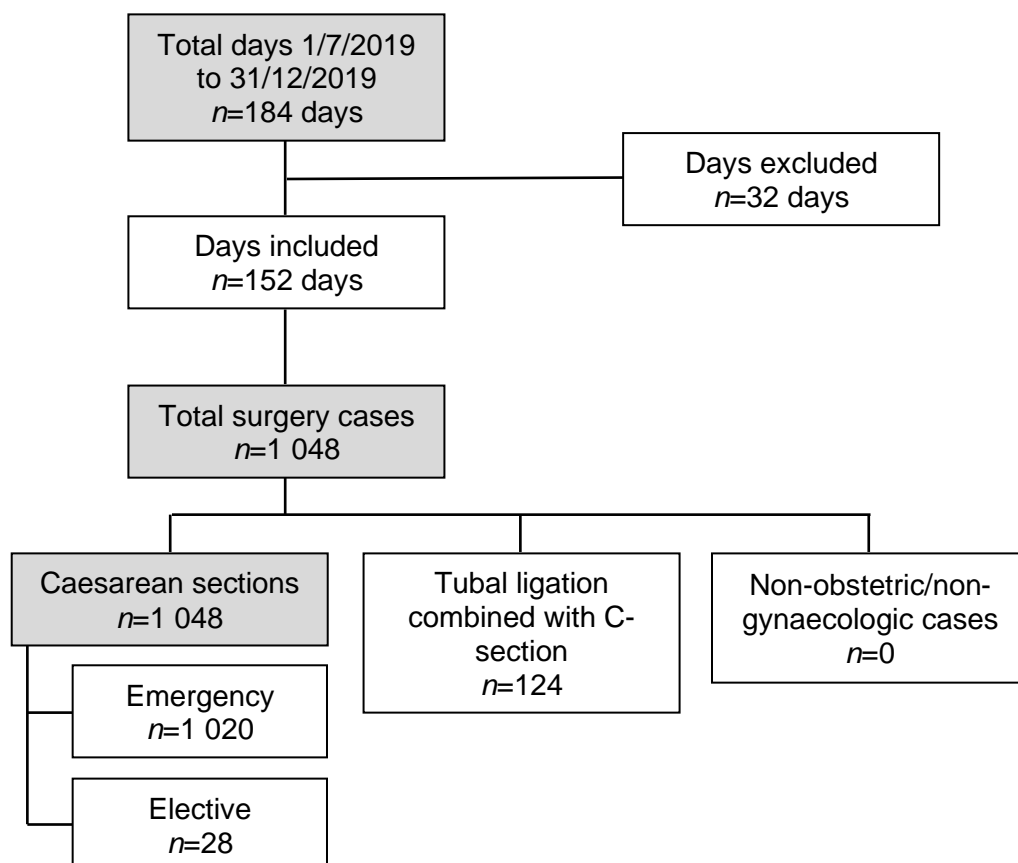 Total days 1/7/2019
to 31/12/2019
n=184 days
Days excluded
n=32 days
Days included
n=152 days
Total surgery cases
n=1 048
Caesarean sections
n=1 048
Tubal ligation
combined with C-
section
n=124
Non-obstetric/non-
gynaecologic cases
n=0
Emergency
n=1 020
Elective
n=28